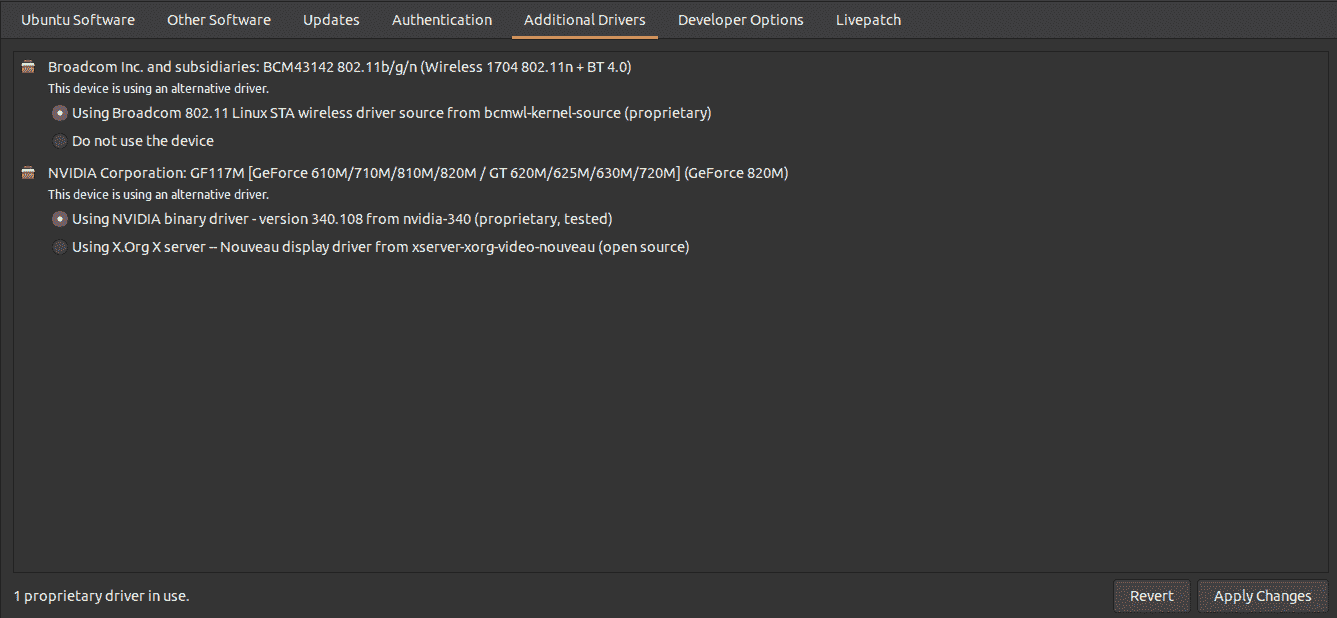 Ubuntu Software Other Software Updates Authentication Additional Drivers Developer Options Livepatch
Broadcom Inc. and subsidiaries: BCM43142 802.11b/g/n (Wireless 1704 802.11n + BT 4.0)
This device is using an alternative driver.
Using Broadcom 802.11 Linux STA wireless driver source from bcmwl-kernel-source (proprietary)
Do not use the device
NVIDIA Corporation: GF117M [GeForce 610M/710M/810M/820M / GT 620M/625M/630M/720M] (GeForce 820M)
This device is using an alternative driver.
Using NVIDIA binary driver - version 340.108 from nvidia-340 (proprietary, tested)
Using X.Org X server -- Nouveau display driver from xserver-xorg-video-nouveau (open source)
1 proprietary driver in use.
Revert Apply Changes